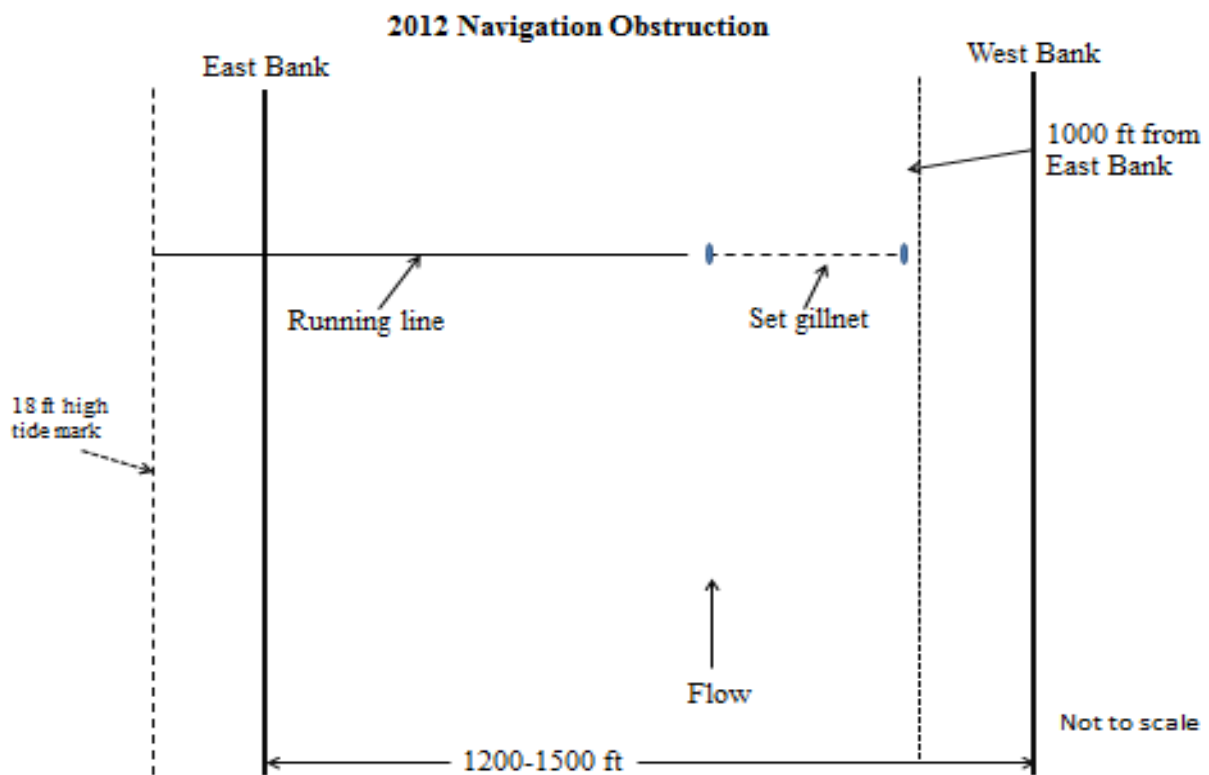 2012 Navigation Obstruction
East Bank
West Bank
1000 ft from
East Bank
Running line
Set gillnet
18 ft high
tide mark
Flow
Not to scale
1200-1500 ft